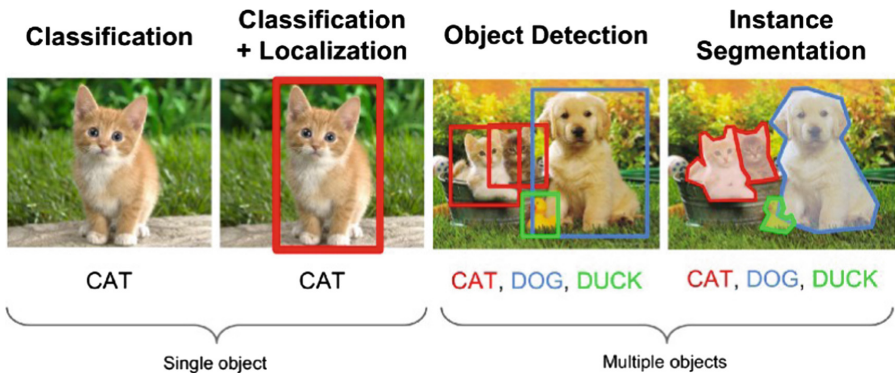 Classification
Classification
+ Localization
Object Detection
Instance
Segmentation
CAT
CAT
CAT, DOG, DUCK
CAT, DOG, DUCK
Single object
Multiple objects